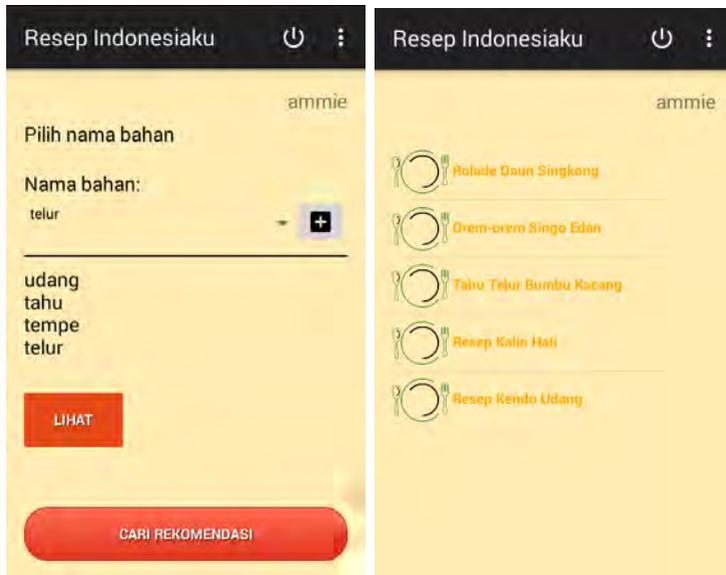 Resep Indonesiaku
ammie
Pilih nama bahan
Nama bahan:
telur
udang
tahu
tempe
telur
LIHAT
CARI REKOMENDASI
Resep Indonesiaku
ammie
Rolade Daun Singkong
Orem-orem Singo Edan
Tahu Telur Bumbu Kacang
Resep Kalin Hati
Resep Kendo Udang